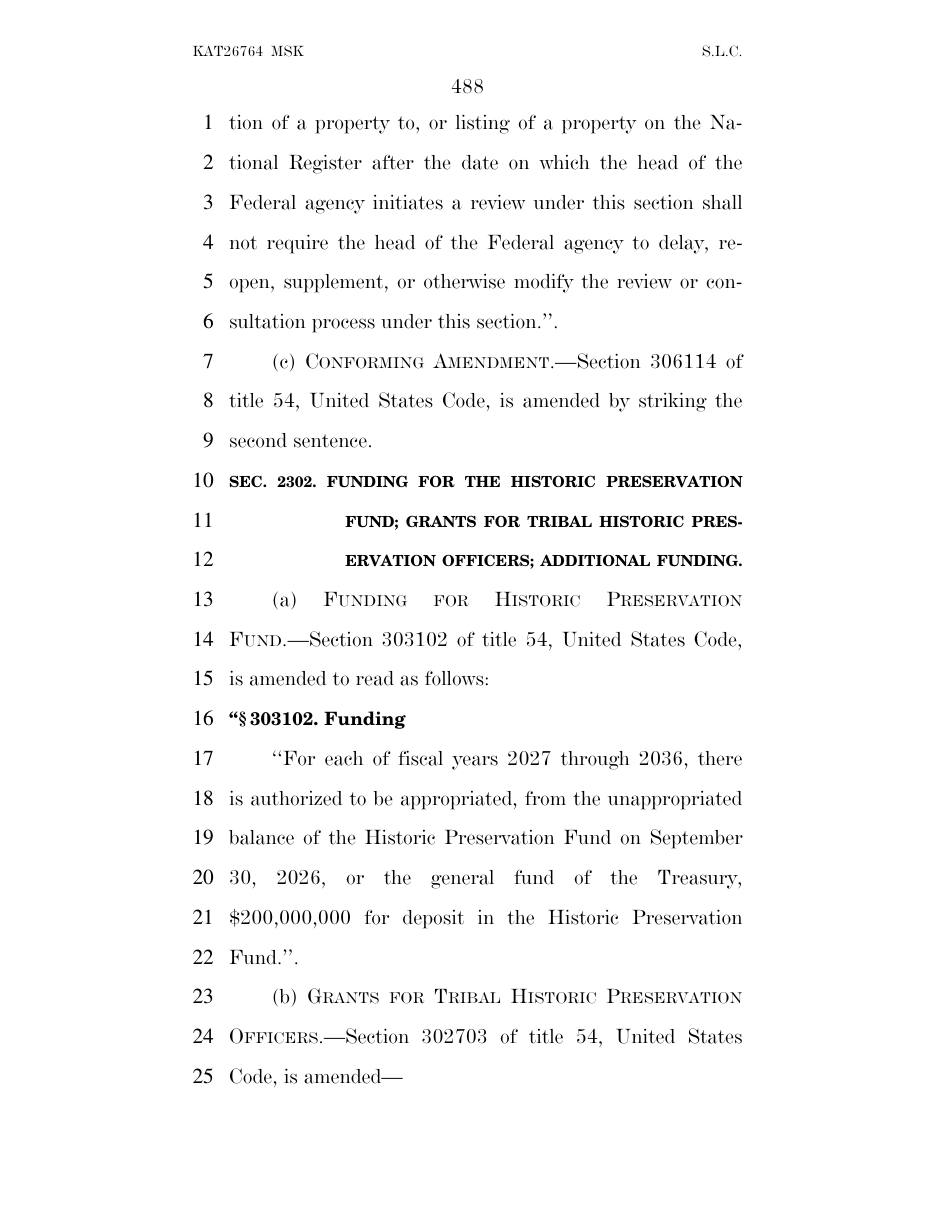 KAT26764 MSK S.L.C.
488
1 tion of a property to, or listing of a property on the Na-
2 tional Register after the date on which the head of the
3 Federal agency initiates a review under this section shall
4 not require the head of the Federal agency to delay, re-
5 open, supplement, or otherwise modify the review or con-
6 sultation process under this section.’’.
7 (c) CONFORMING AMENDMENT.—Section 306114 of
8 title 54, United States Code, is amended by striking the
9 second sentence.
10 SEC. 2302. FUNDING FOR THE HISTORIC PRESERVATION
11 FUND; GRANTS FOR TRIBAL HISTORIC PRES-
12 ERVATION OFFICERS; ADDITIONAL FUNDING.
13 (a) FUNDING FOR HISTORIC PRESERVATION
14 FUND.—Section 303102 of title 54, United States Code,
15 is amended to read as follows:
16 “§ 303102. Funding
17 ‘‘For each of fiscal years 2027 through 2036, there
18 is authorized to be appropriated, from the unappropriated
19 balance of the Historic Preservation Fund on September
20 30, 2026, or the general fund of the Treasury,
21 $200,000,000 for deposit in the Historic Preservation
22 Fund.’’.
23 (b) GRANTS FOR TRIBAL HISTORIC PRESERVATION
24 OFFICERS.—Section 302703 of title 54, United States
25 Code, is amended—